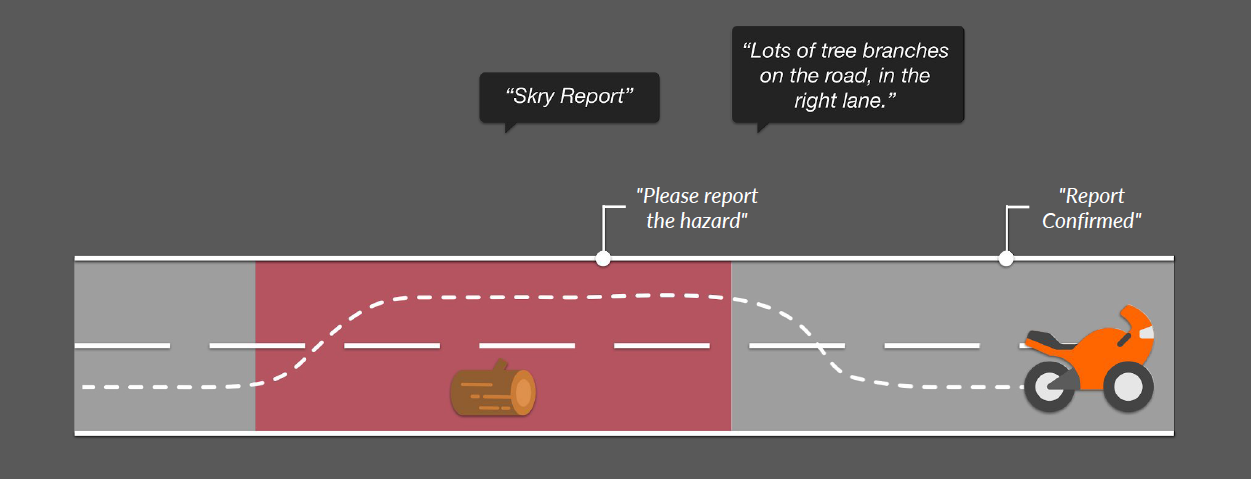 “Skry Report”
“Lots of tree branches
on the road, in the
right lane.”
"Please report
the hazard"
"Report
Confirmed"